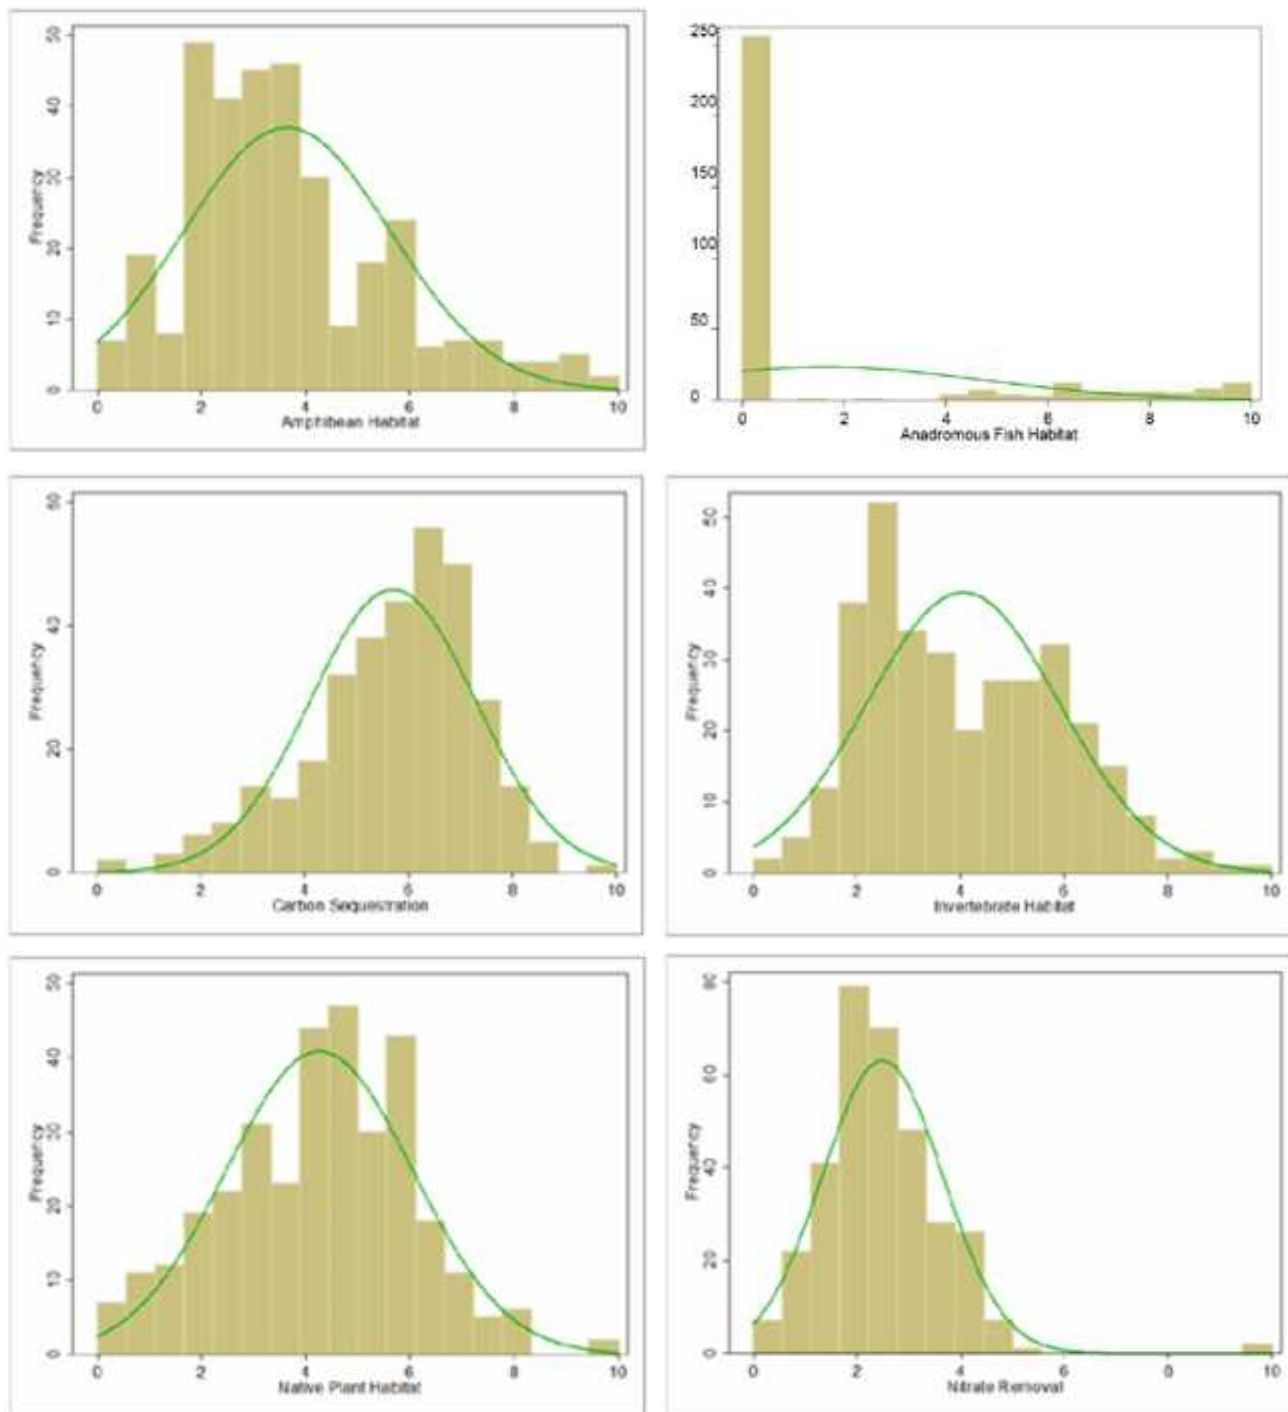 50
40
30
20
10
0
Frequency
0 2 4 6 8 10
Amphibean Habitat
250
200
150
100
50
0
0 2 4 6 8 10
Anadromous Fish Habitat
60
40
20
0
Frequency
0 2 4 6 8 10
Carbon Sequestration
50
40
30
20
10
0
Frequency
0 2 4 6 8 10
Invertebrate Habitat
50
40
30
20
10
0
Frequency
0 2 4 6 8 10
Native Plant Habitat
80
60
40
20
0
Frequency
0 2 4 6 8 10
Nitrate Removal